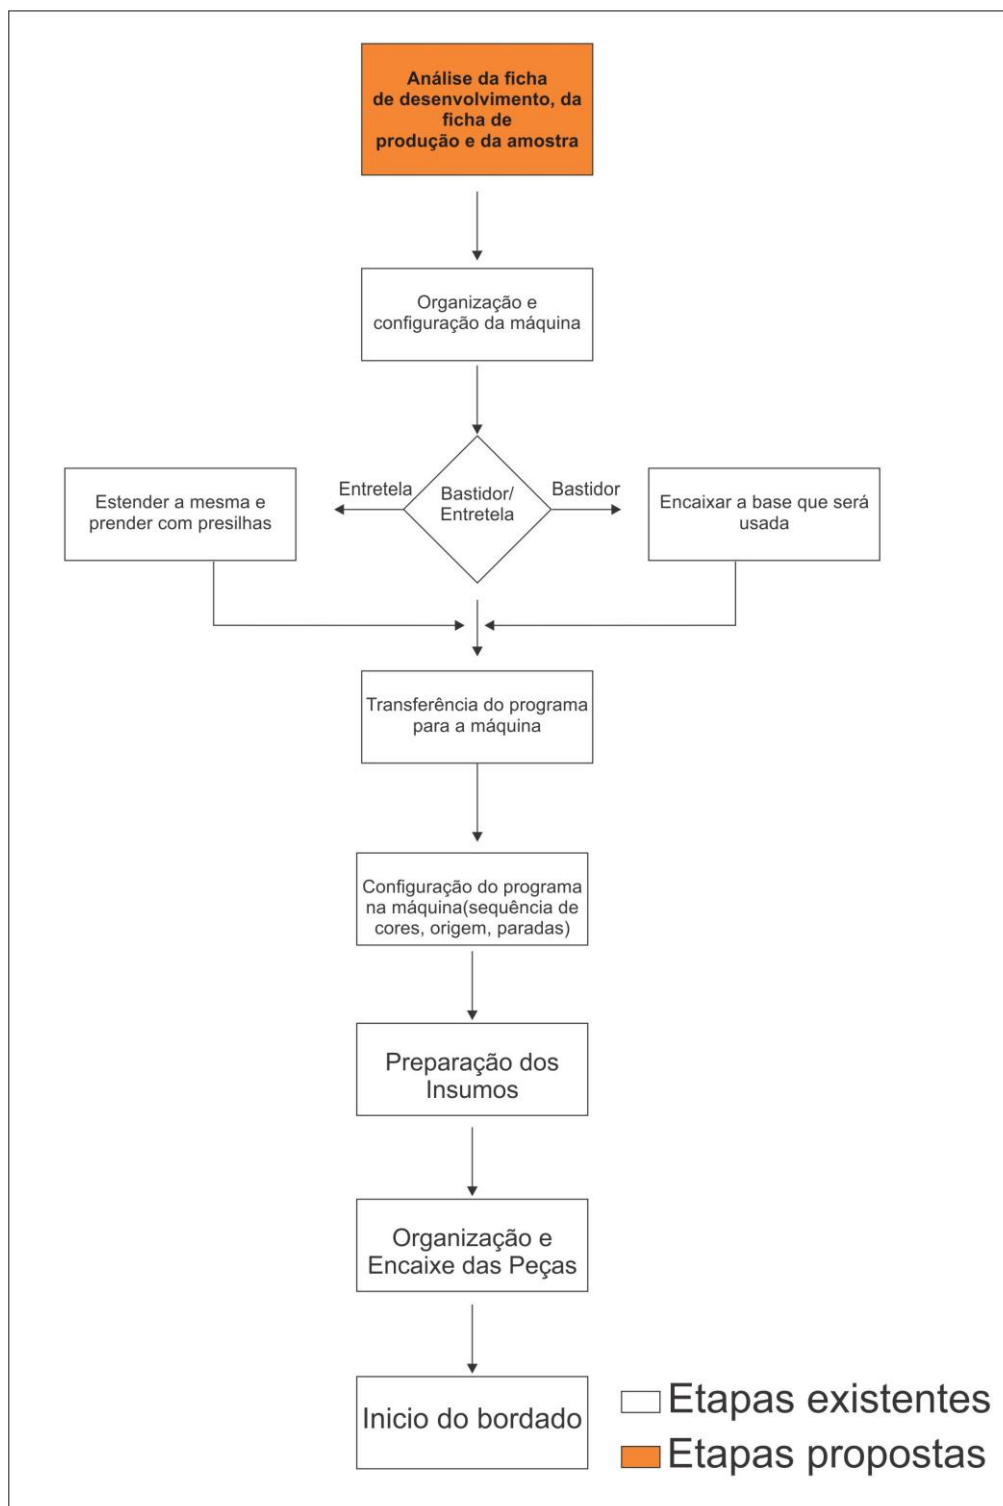 Análise da ficha
de desenvolvimento, da
ficha de
produção e da amostra
Organização e
configuração da máquina
Entretela
Bastidor/
Entretela
Bastidor
Estender a mesma e
prender com presilhas
Encaixar a base que será
usada
Transferência do programa
para a máquina
Configuração do programa
na máquina(sequência de
cores, origem, paradas)
Preparação dos
Insumos
Organização e
Encaixe das Peças
Inicio do bordado
Etapas existentes
Etapas propostas